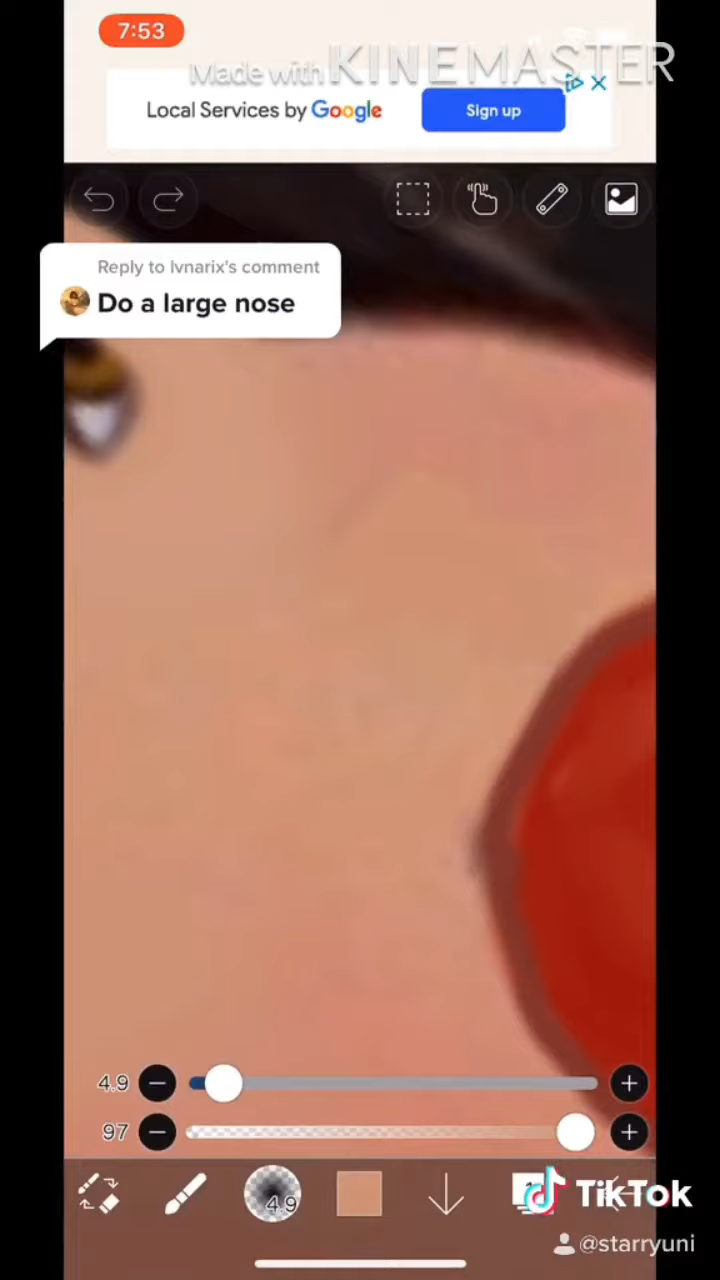 7:53
Made with KINEMASTER
Local Services by Google
Sign up
Reply to lvnarix's comment
Do a large nose
4.9
97
4.9
TikTok
@starryuni